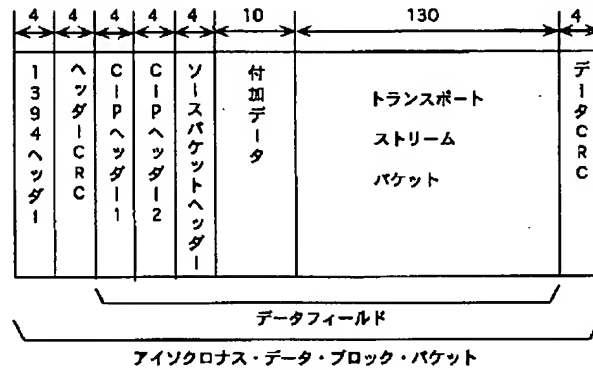 4 4 4 4 4 10 130 4
1394ヘッダー
ヘッダーCRC
CIPヘッダー1
CIPヘッダー2
ソースパケットヘッダー
付加データ
トランスポート
ストリーム
パケット
データCRC
データフィールド
アイソクロナス・データ・ブロック・パケット